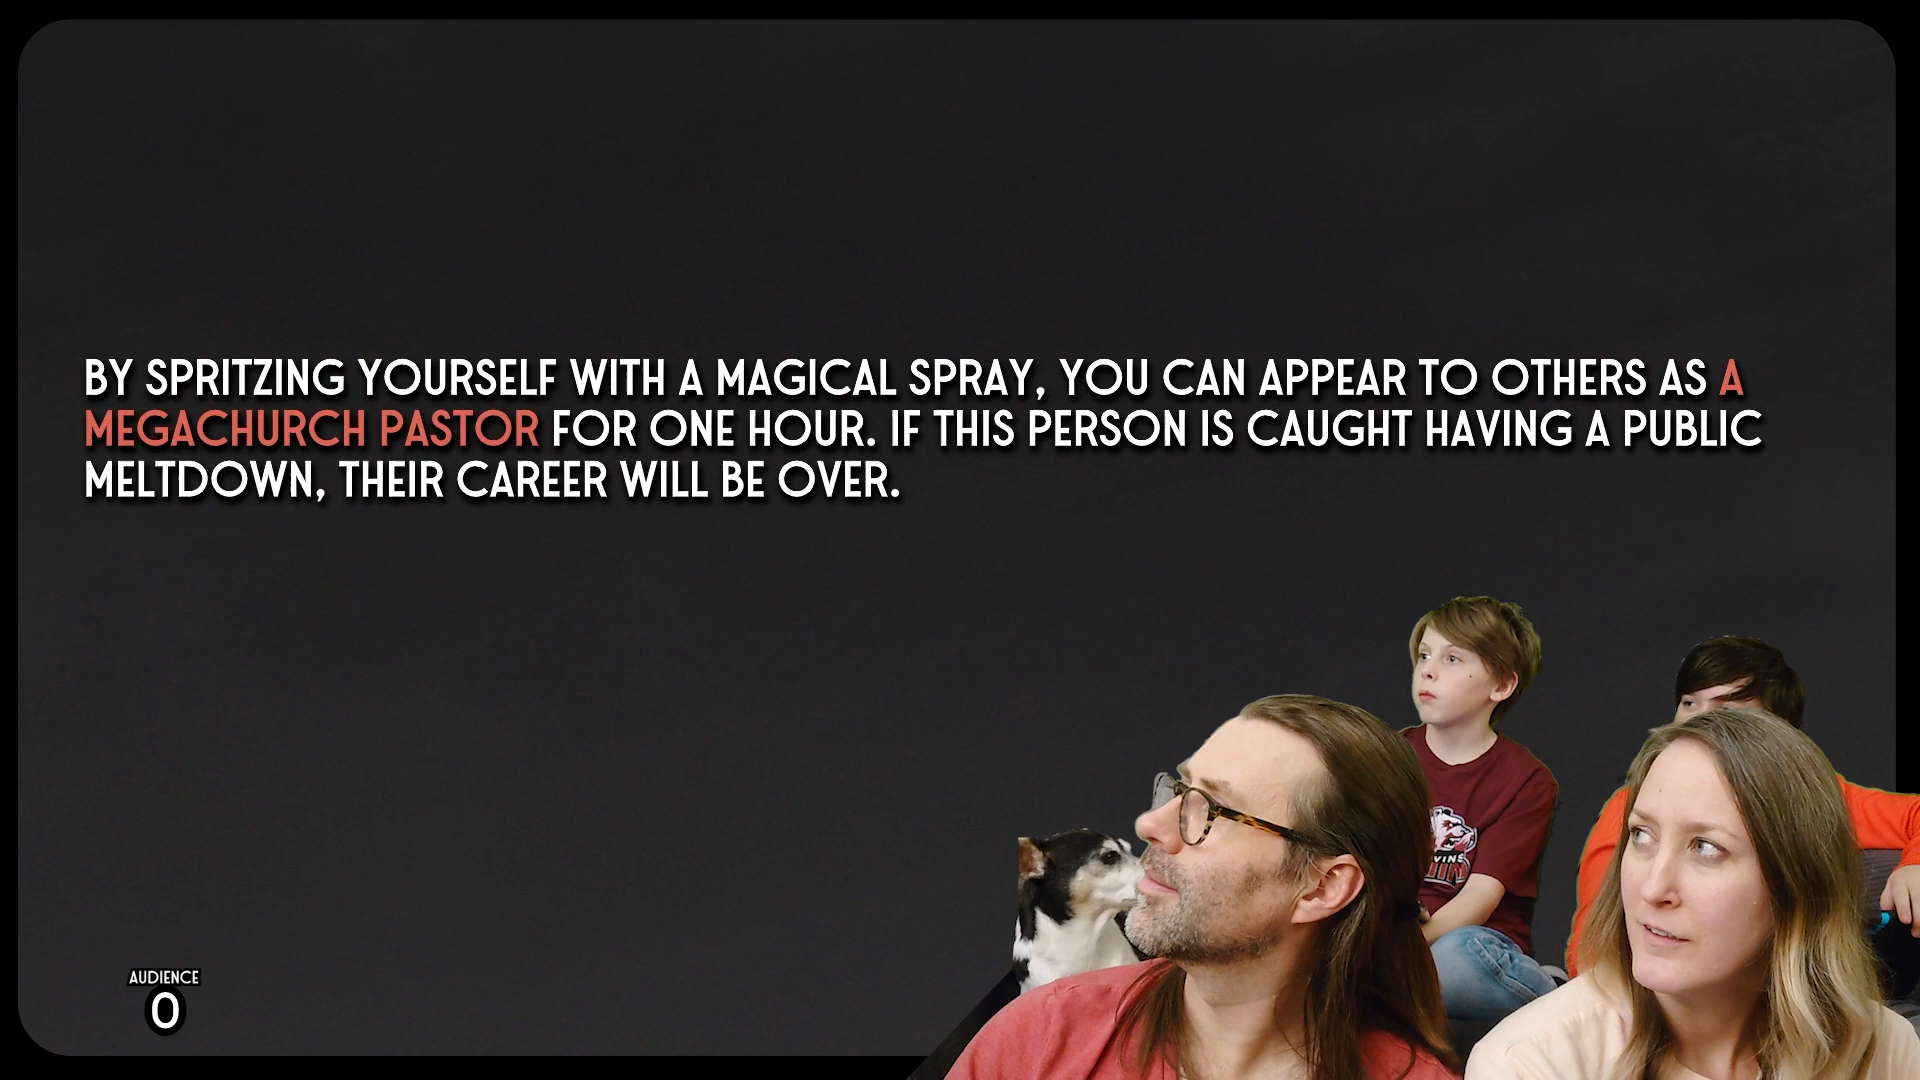 BY SPRITZING YOURSELF WITH A MAGICAL SPRAY, YOU CAN APPEAR TO OTHERS AS A
MEGACHURCH PASTOR FOR ONE HOUR. IF THIS PERSON IS CAUGHT HAVING A PUBLIC
MELTDOWN, THEIR CAREER WILL BE OVER.
AUDIENCE
0